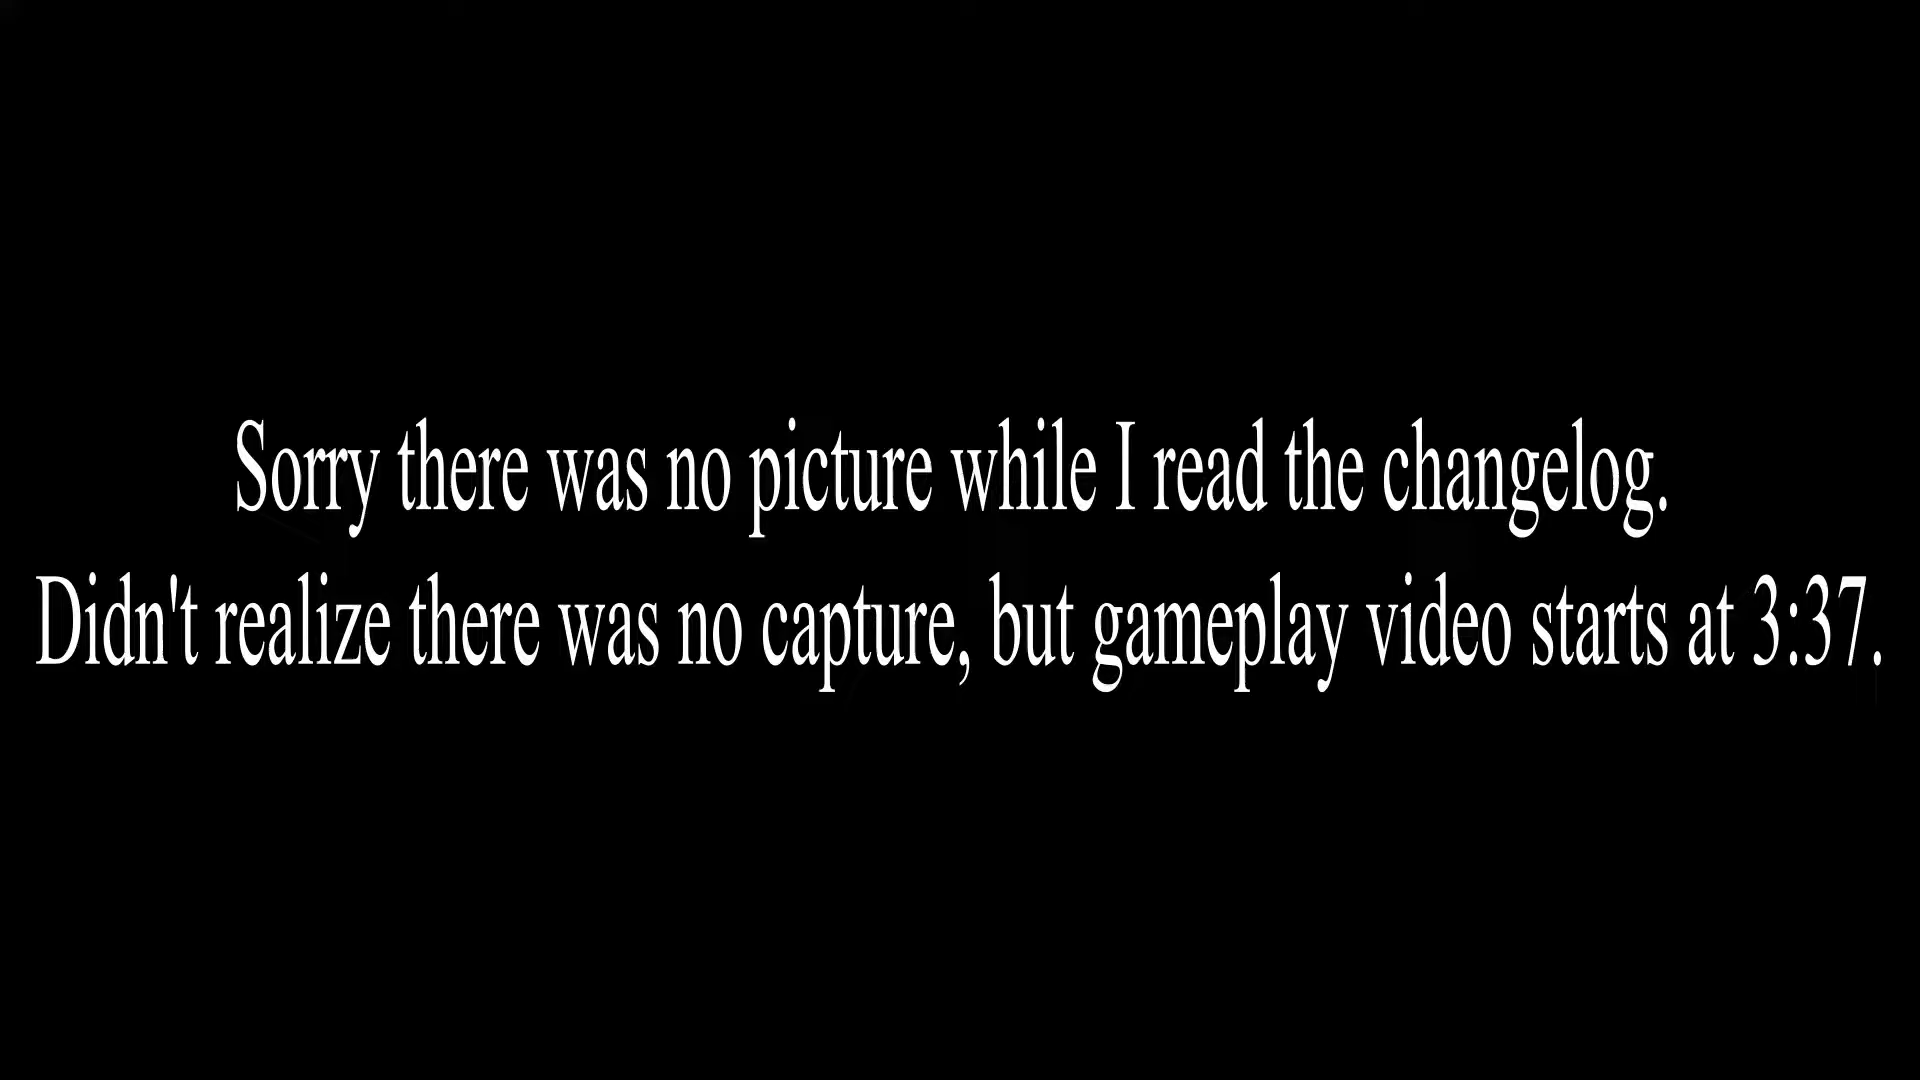 Sorry there was no picture while I read the changelog.
Didn't realize there was no capture, but gameplay video starts at 3:37.